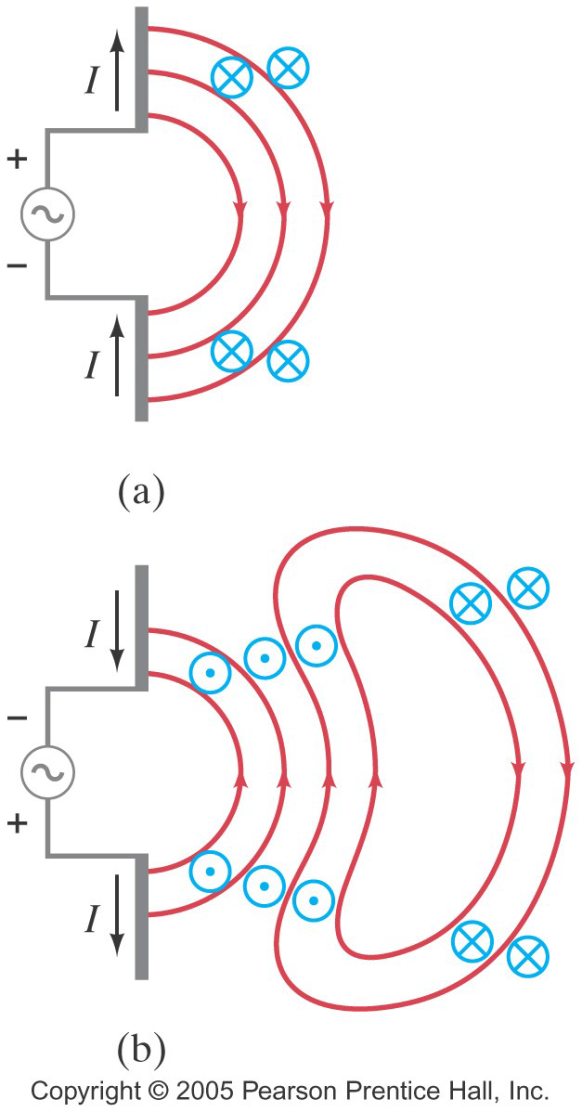 I
+
−
I
(a)
I
−
+
I
(b)
Copyright © 2005 Pearson Prentice Hall, Inc.